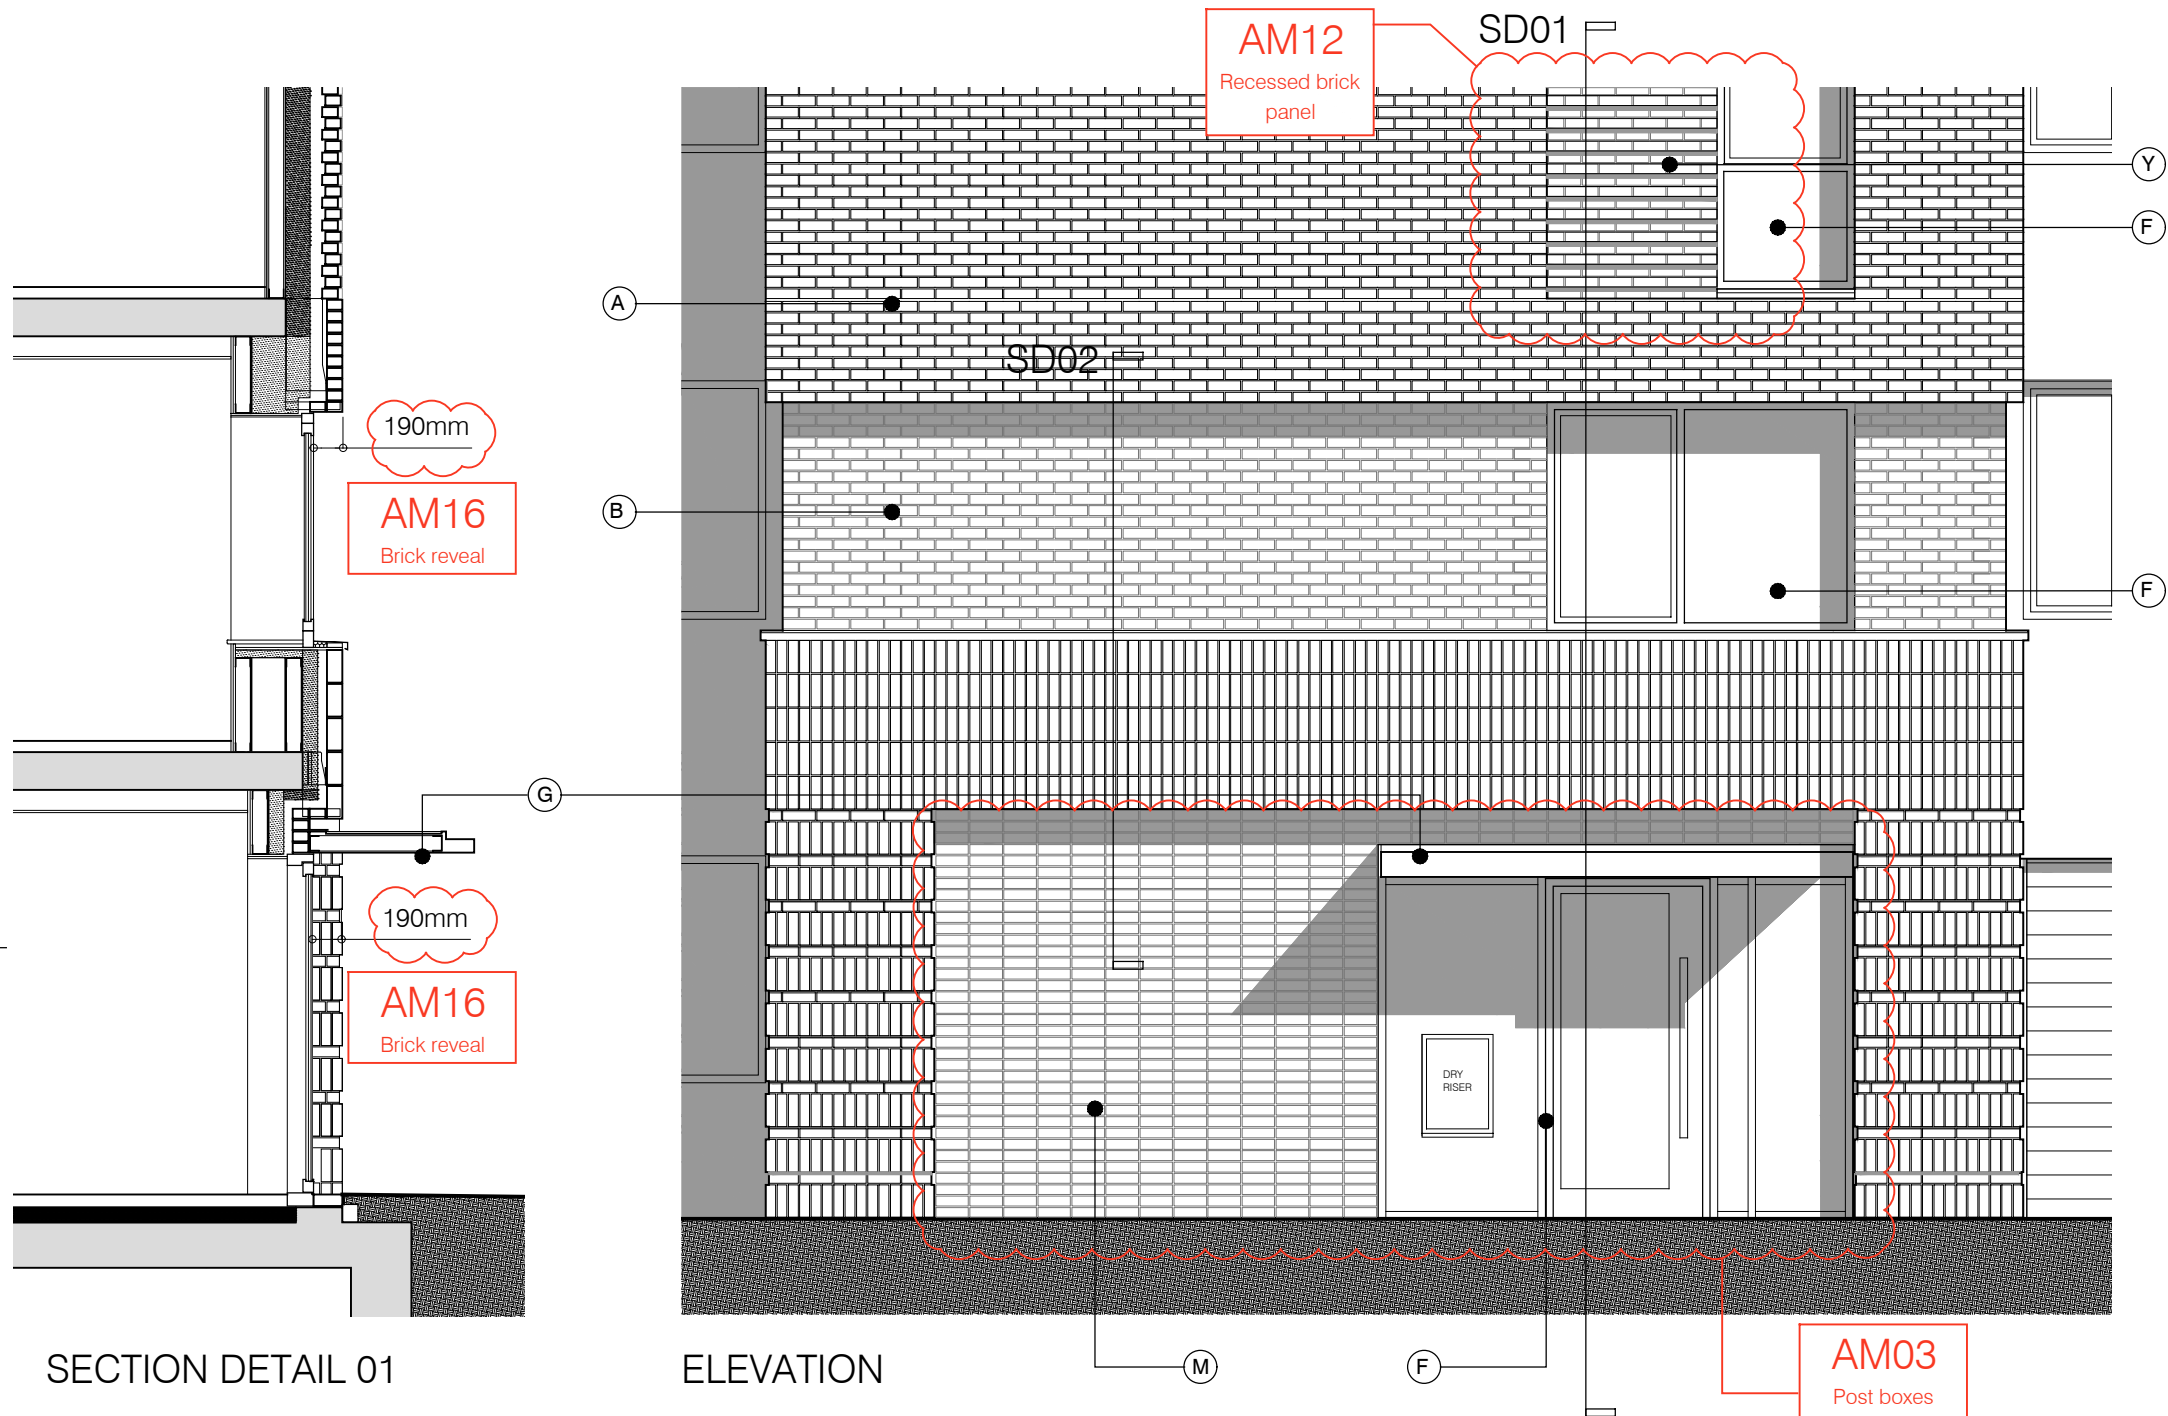 SD01
AM12
Recessed brick
panel
Y
F
A
SD02
190mm
AM16
Brick reveal
B
F
G
190mm
AM16
Brick reveal
DRY
RISER
SECTION DETAIL 01
ELEVATION
M
F
AM03
Post boxes